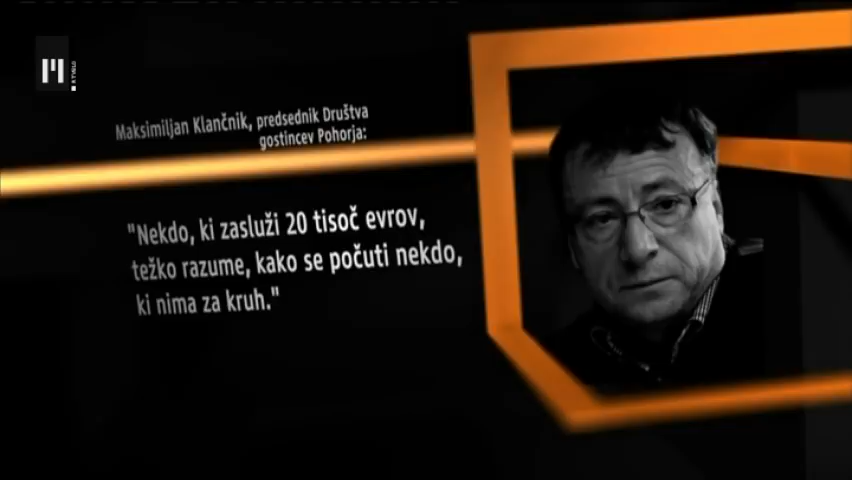 Maksimiljan Klančnik, predsednik Društva
gostincev Pohorja:
"Nekdo, ki zasluži 20 tisoč evrov,
težko razume, kako se počuti nekdo,
ki nima za kruh."